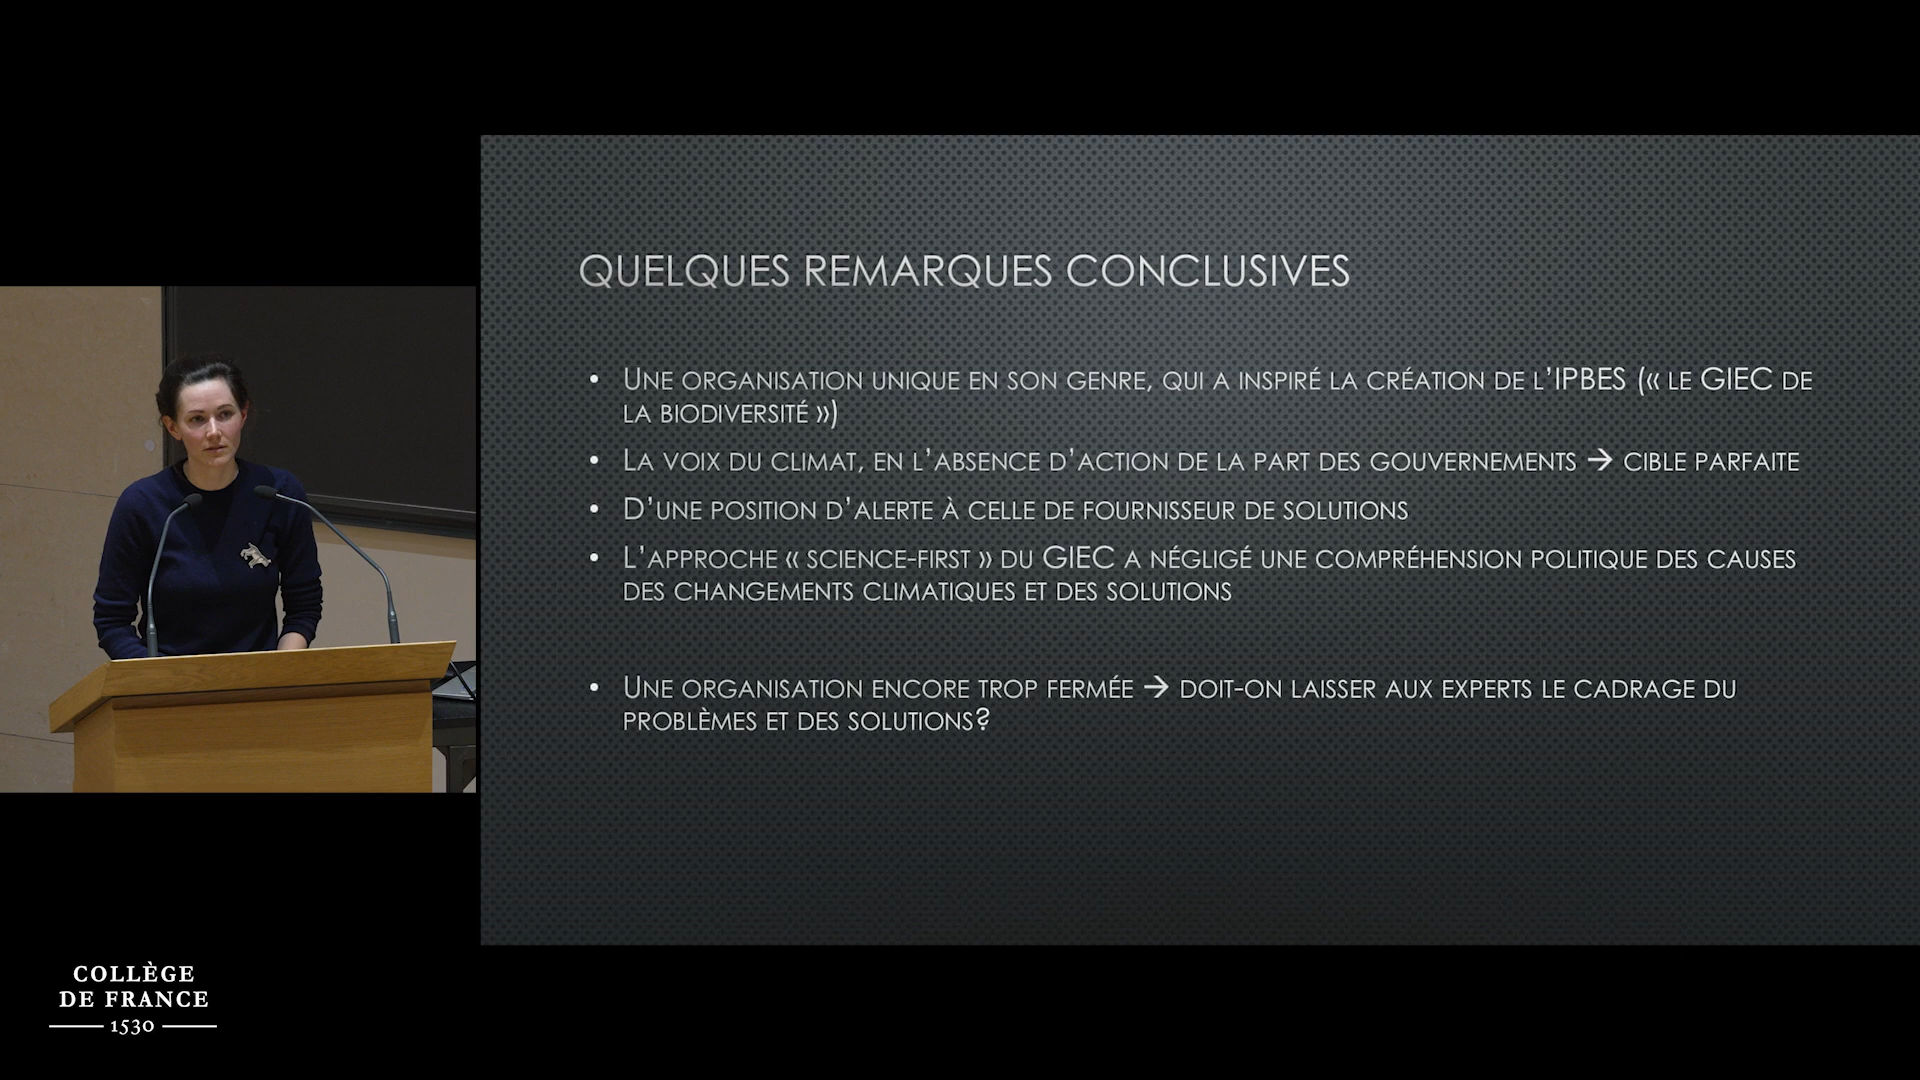 QUELQUES REMARQUES CONCLUSIVES
• UNE ORGANISATION UNIQUE EN SON GENRE, QUI A INSPIRÉ LA CRÉATION DE L’IPBES (« LE GIEC DE
LA BIODIVERSITÉ »)
• LA VOIX DU CLIMAT, EN L’ABSENCE D’ACTION DE LA PART DES GOUVERNEMENTS → CIBLE PARFAITE
• D’UNE POSITION D’ALERTE À CELLE DE FOURNISSEUR DE SOLUTIONS
• L’APPROCHE « SCIENCE-FIRST » DU GIEC A NÉGLIGÉ UNE COMPRÉHENSION POLITIQUE DES CAUSES
DES CHANGEMENTS CLIMATIQUES ET DES SOLUTIONS
• UNE ORGANISATION ENCORE TROP FERMÉE → DOIT-ON LAISSER AUX EXPERTS LE CADRAGE DU
PROBLÈMES ET DES SOLUTIONS?
COLLÈGE
DE FRANCE
1530